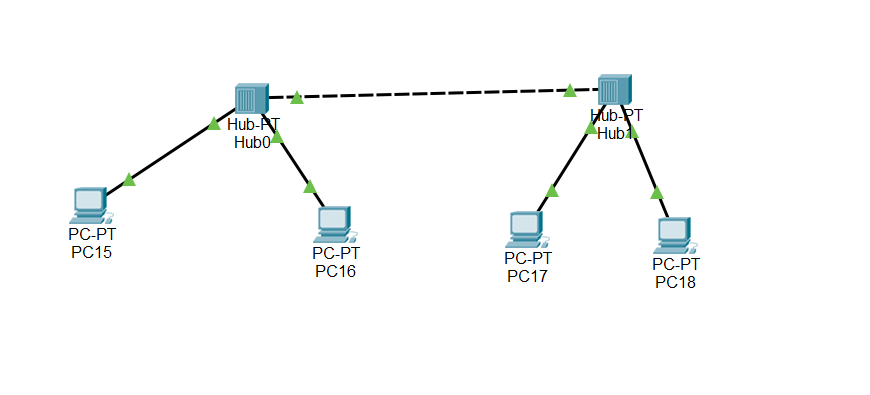 Hub-PT
Hub0
Hub-PT
Hub1
PC-PT
PC15
PC-PT
PC16
PC-PT
PC17
PC-PT
PC18